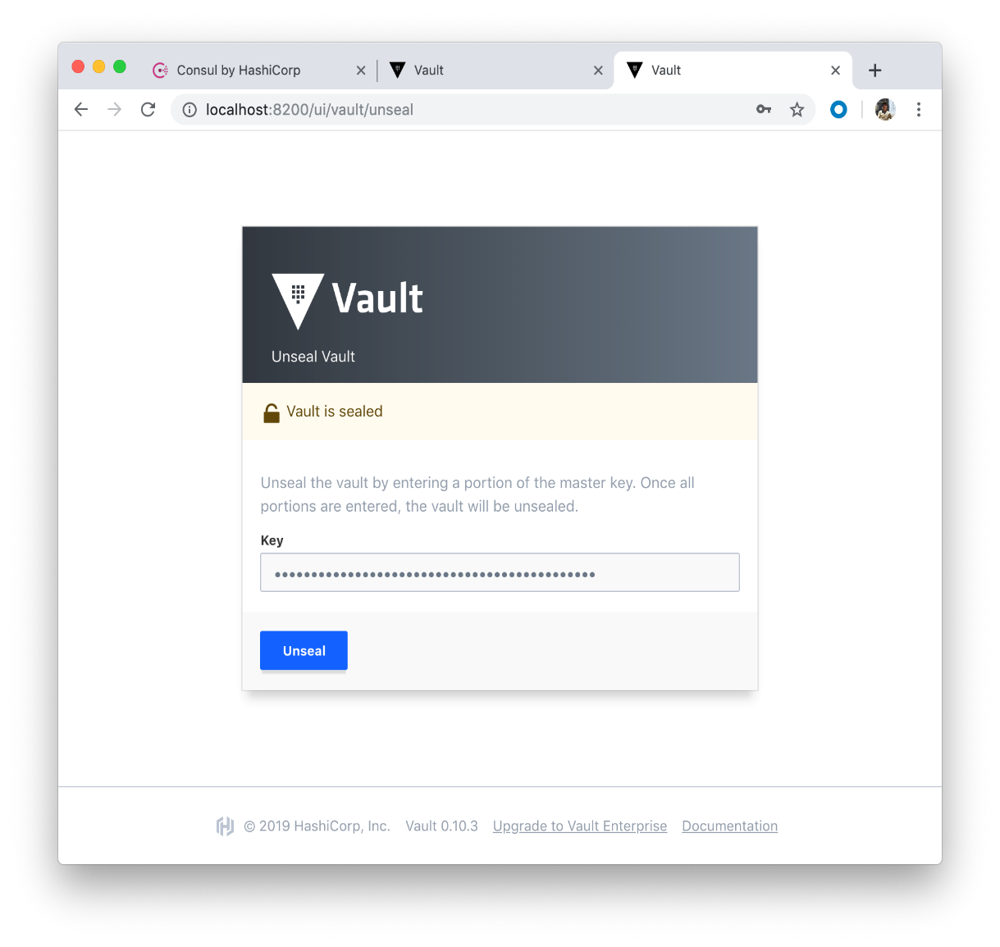 Consul by HashiCorp
Vault
Vault
localhost:8200/ui/vault/unseal
Vault
Unseal Vault
Vault is sealed
Unseal the vault by entering a portion of the master key. Once all
portions are entered, the vault will be unsealed.
Key
Unseal
© 2019 HashiCorp, Inc. Vault 0.10.3 Upgrade to Vault Enterprise Documentation